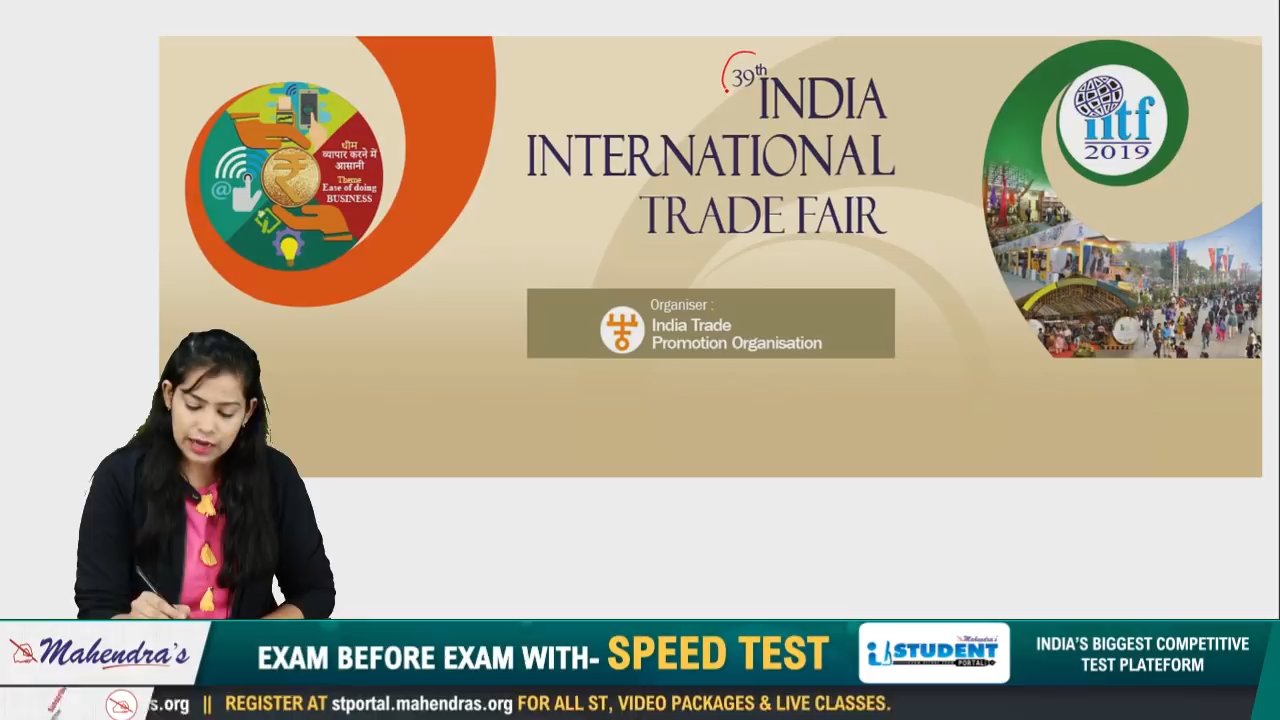 39th
INDIA
INTERNATIONAL
TRADE FAIR
Organiser :
India Trade
Promotion Organisation
थीम
व्यापार करने में
आसानी
Theme
Ease of doing
BUSINESS
@
iitf
2019
Mahendra's
EXAM BEFORE EXAM WITH- SPEED TEST
Mahendra's
STUDENT
PORTAL
INDIA'S BIGGEST COMPETITIVE
TEST PLATEFORM
s.org || REGISTER AT stportal.mahendras.org FOR ALL ST, VIDEO PACKAGES & LIVE CLASSES.